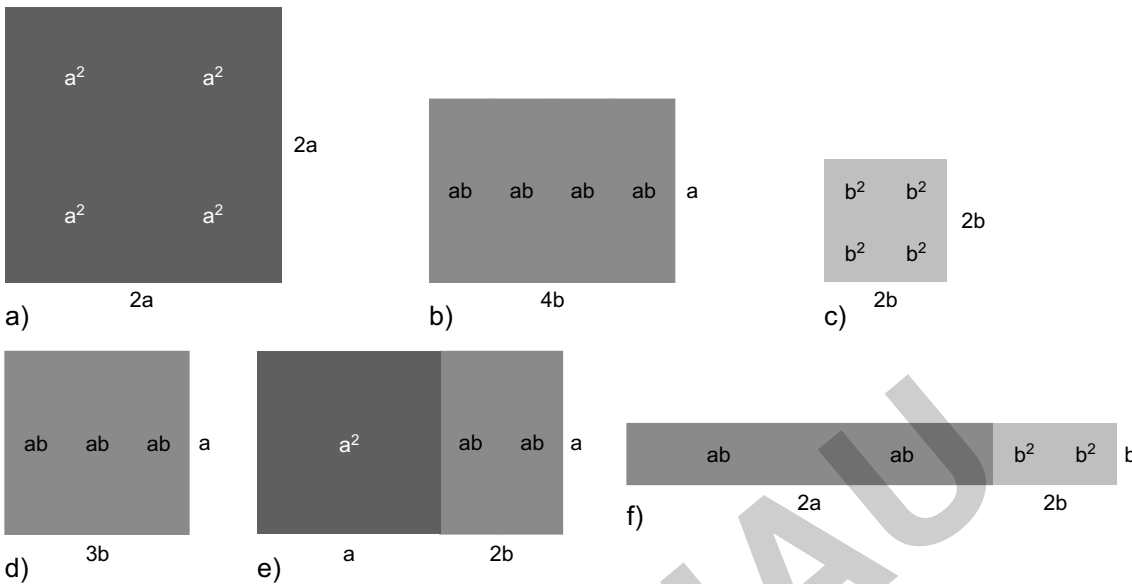 a² a²
2a
a² a²
2a
a)
ab ab ab ab a
4b
b)
b² b²
2b
b² b²
2b
c)
ab ab ab a
3b
d)
a² ab ab a
a 2b
e)
ab ab b² b²
2a 2b
f)